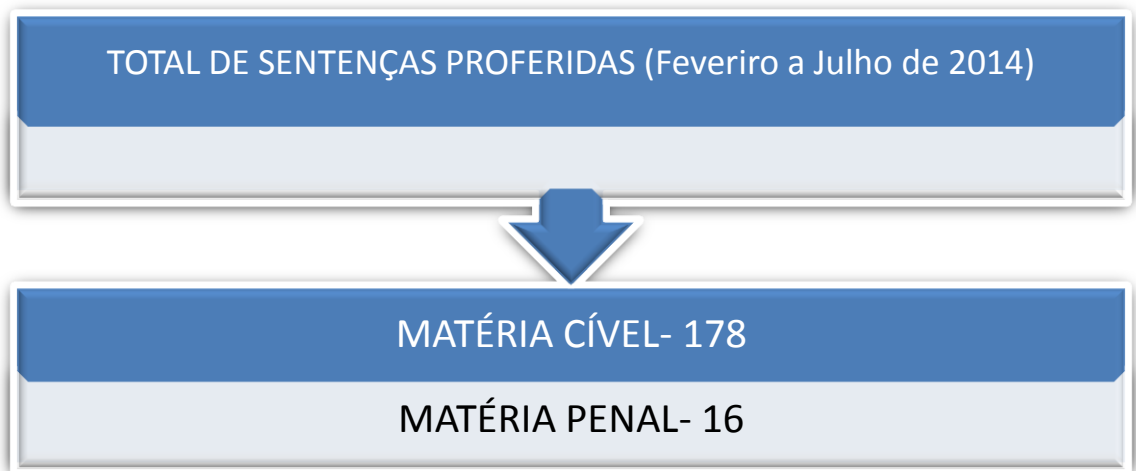 TOTAL DE SENTENÇAS PROFERIDAS (Feveriro a Julho de 2014)
MATÉRIA CÍVEL- 178
MATÉRIA PENAL- 16